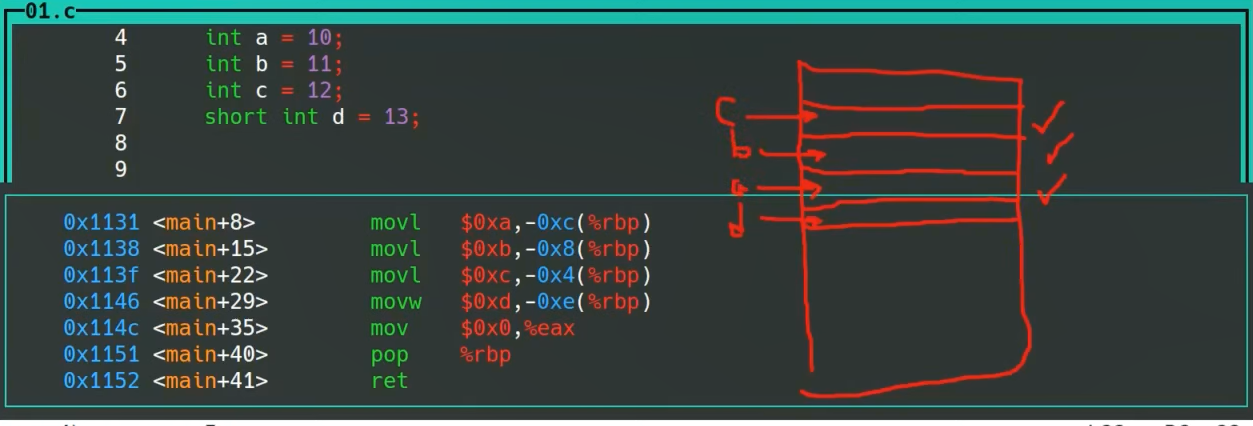 01.c
4 int a = 10;
5 int b = 11;
6 int c = 12;
7 short int d = 13;
8
9
C
b
a
d
0x1131 <main+8> movl $0xa,-0xc(%rbp)
0x1138 <main+15> movl $0xb,-0x8(%rbp)
0x113f <main+22> movl $0xc,-0x4(%rbp)
0x1146 <main+29> movw $0xd,-0xe(%rbp)
0x114c <main+35> mov $0x0,%eax
0x1151 <main+40> pop %rbp
0x1152 <main+41> ret